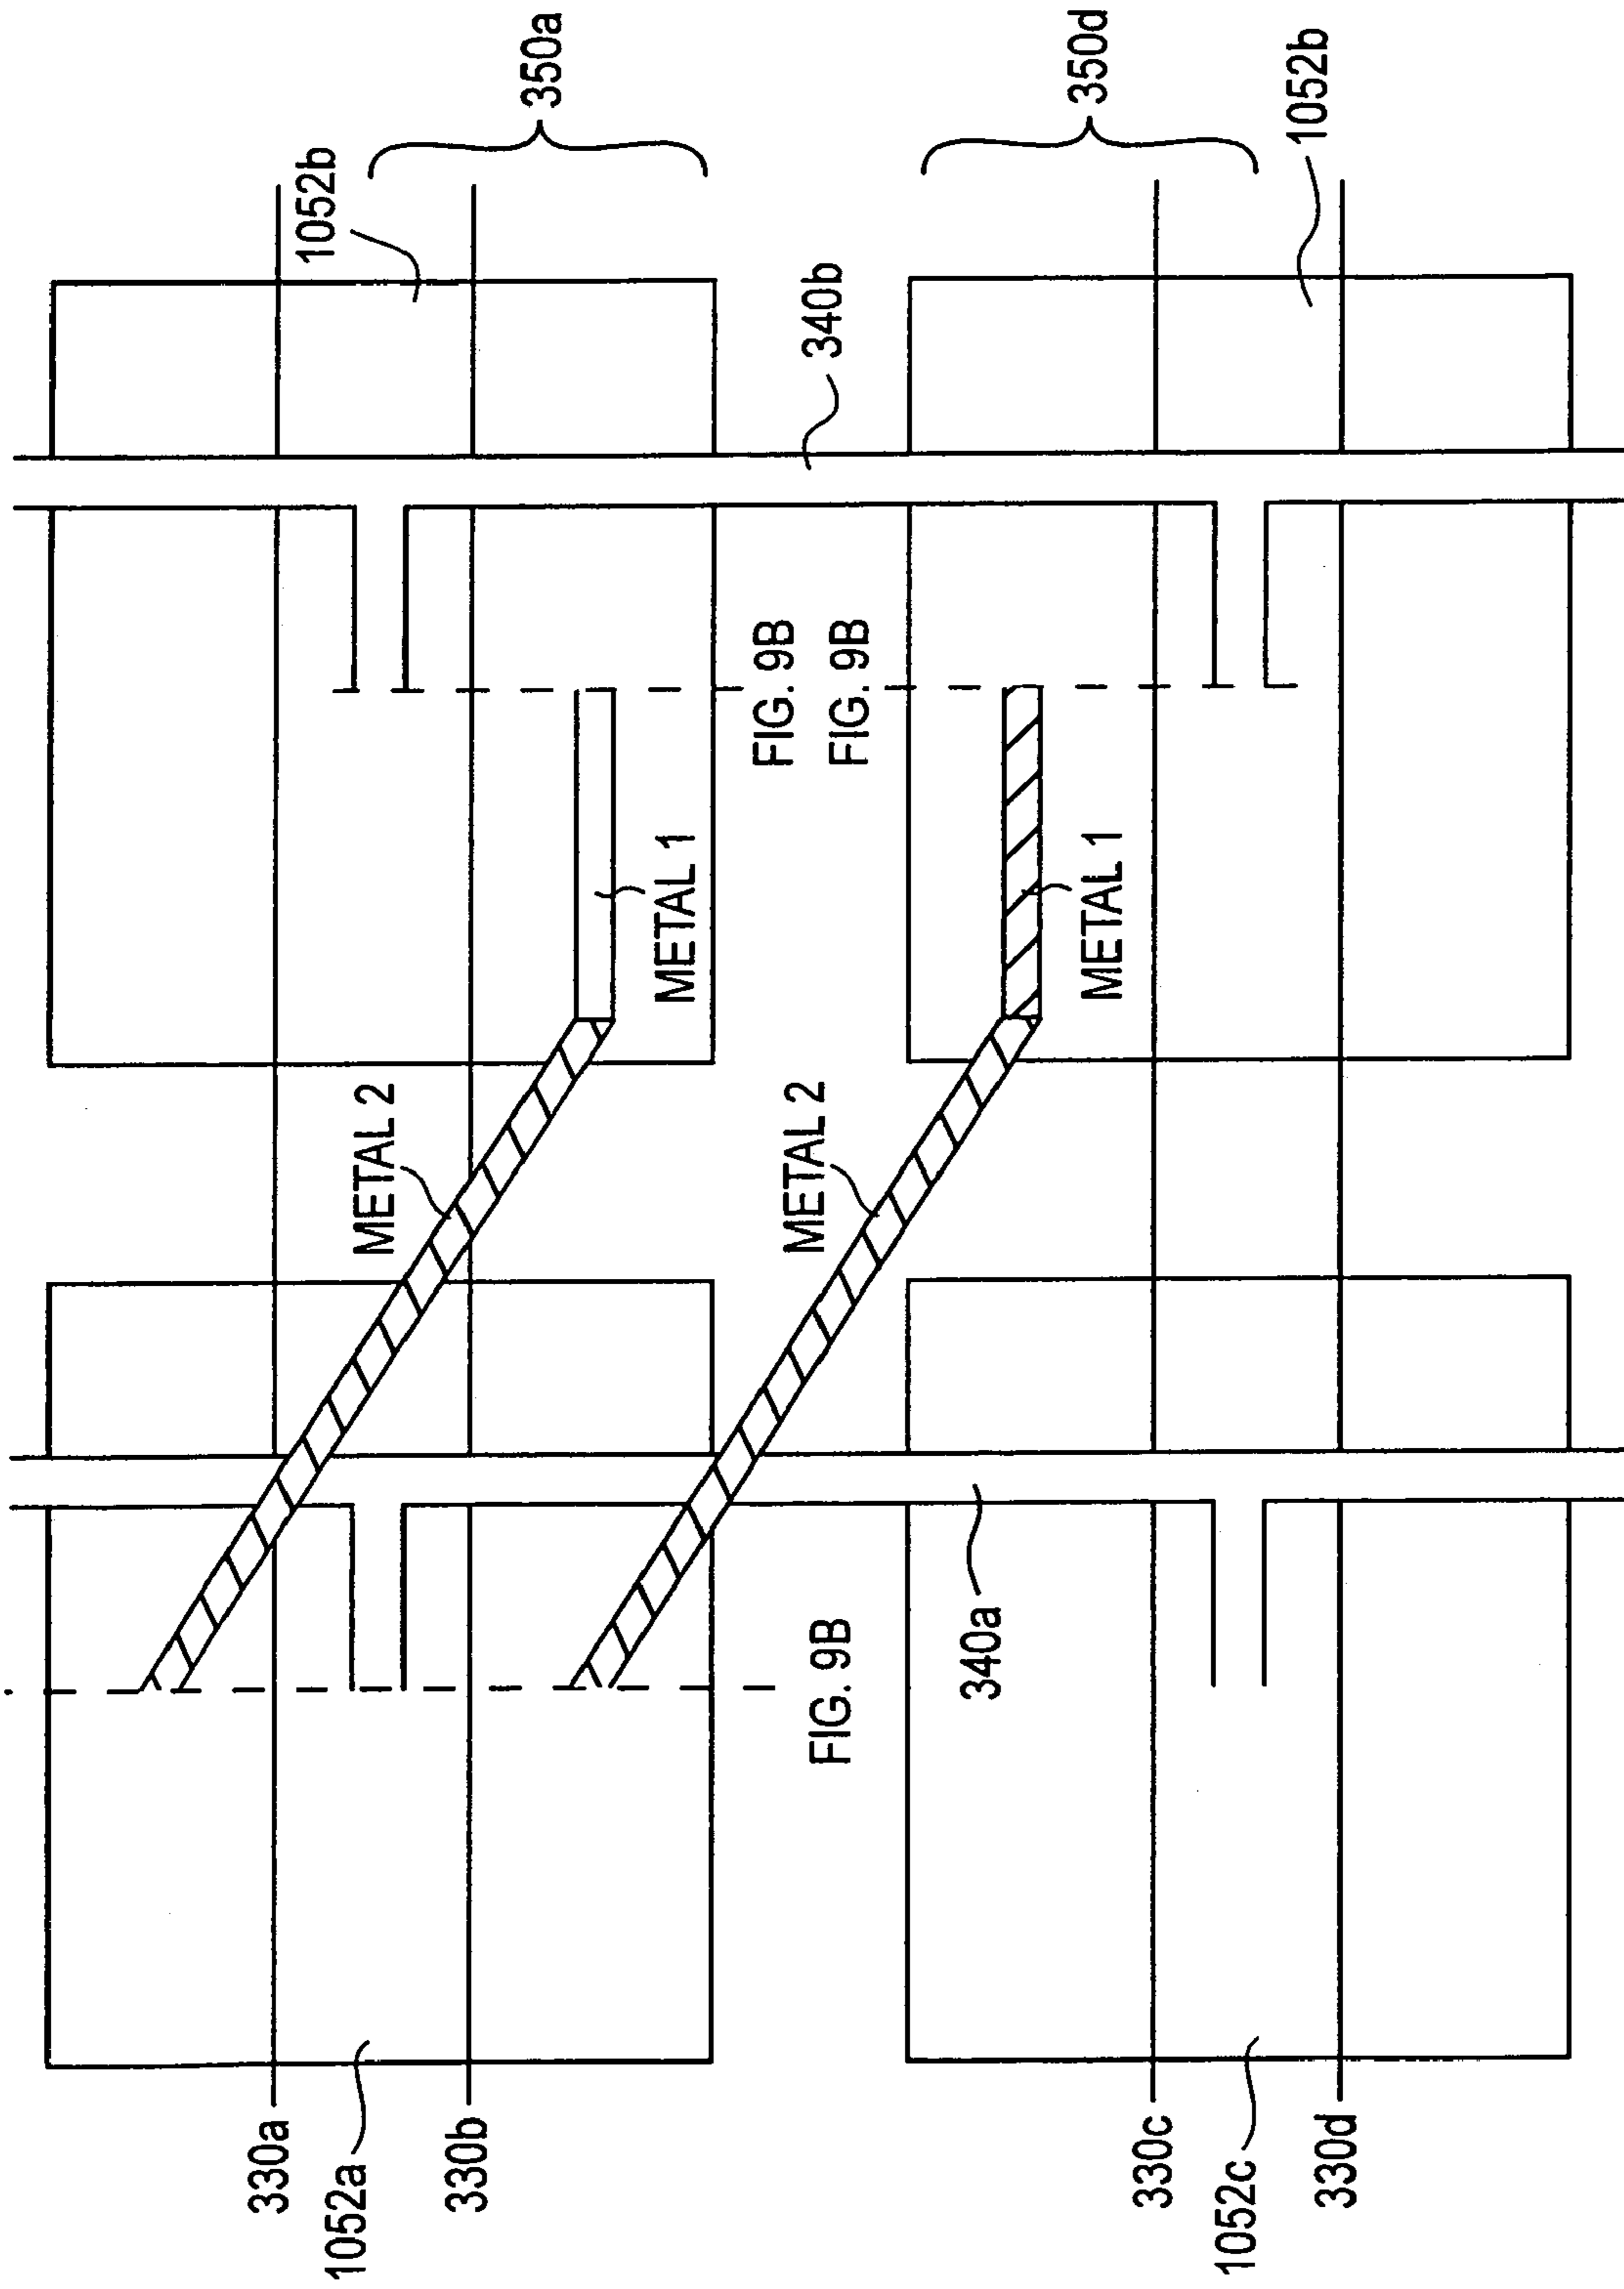 350a
350d
1052b
1052b
340b
FIG. 9B
FIG. 9B
METAL 1
METAL 1
METAL 2
METAL 2
FIG. 9B
340a
330a
1052a
330b
330c
1052c
330d